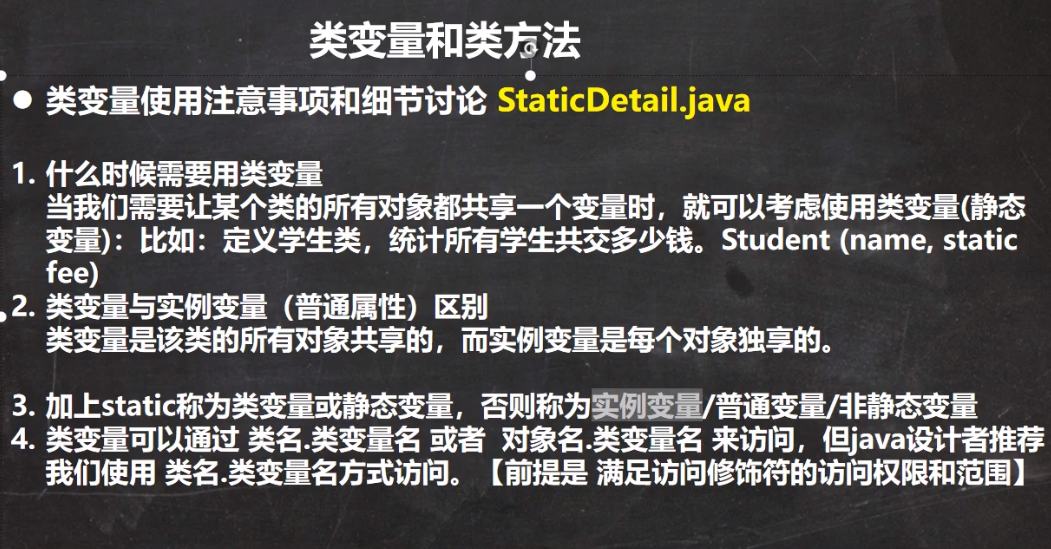 类变量和类方法
● 类变量使用注意事项和细节讨论 StaticDetail.java
1. 什么时候需要用类变量
当我们需要让某个类的所有对象都共享一个变量时，就可以考虑使用类变量(静态
变量)：比如：定义学生类，统计所有学生共交多少钱。Student (name, static
fee)
2. 类变量与实例变量（普通属性）区别
类变量是该类的所有对象共享的，而实例变量是每个对象独享的。
3. 加上static称为类变量或静态变量，否则称为实例变量/普通变量/非静态变量
4. 类变量可以通过 类名.类变量名 或者 对象名.类变量名 来访问，但java设计者推荐
我们使用 类名.类变量名方式访问。【前提是 满足访问修饰符的访问权限和范围】